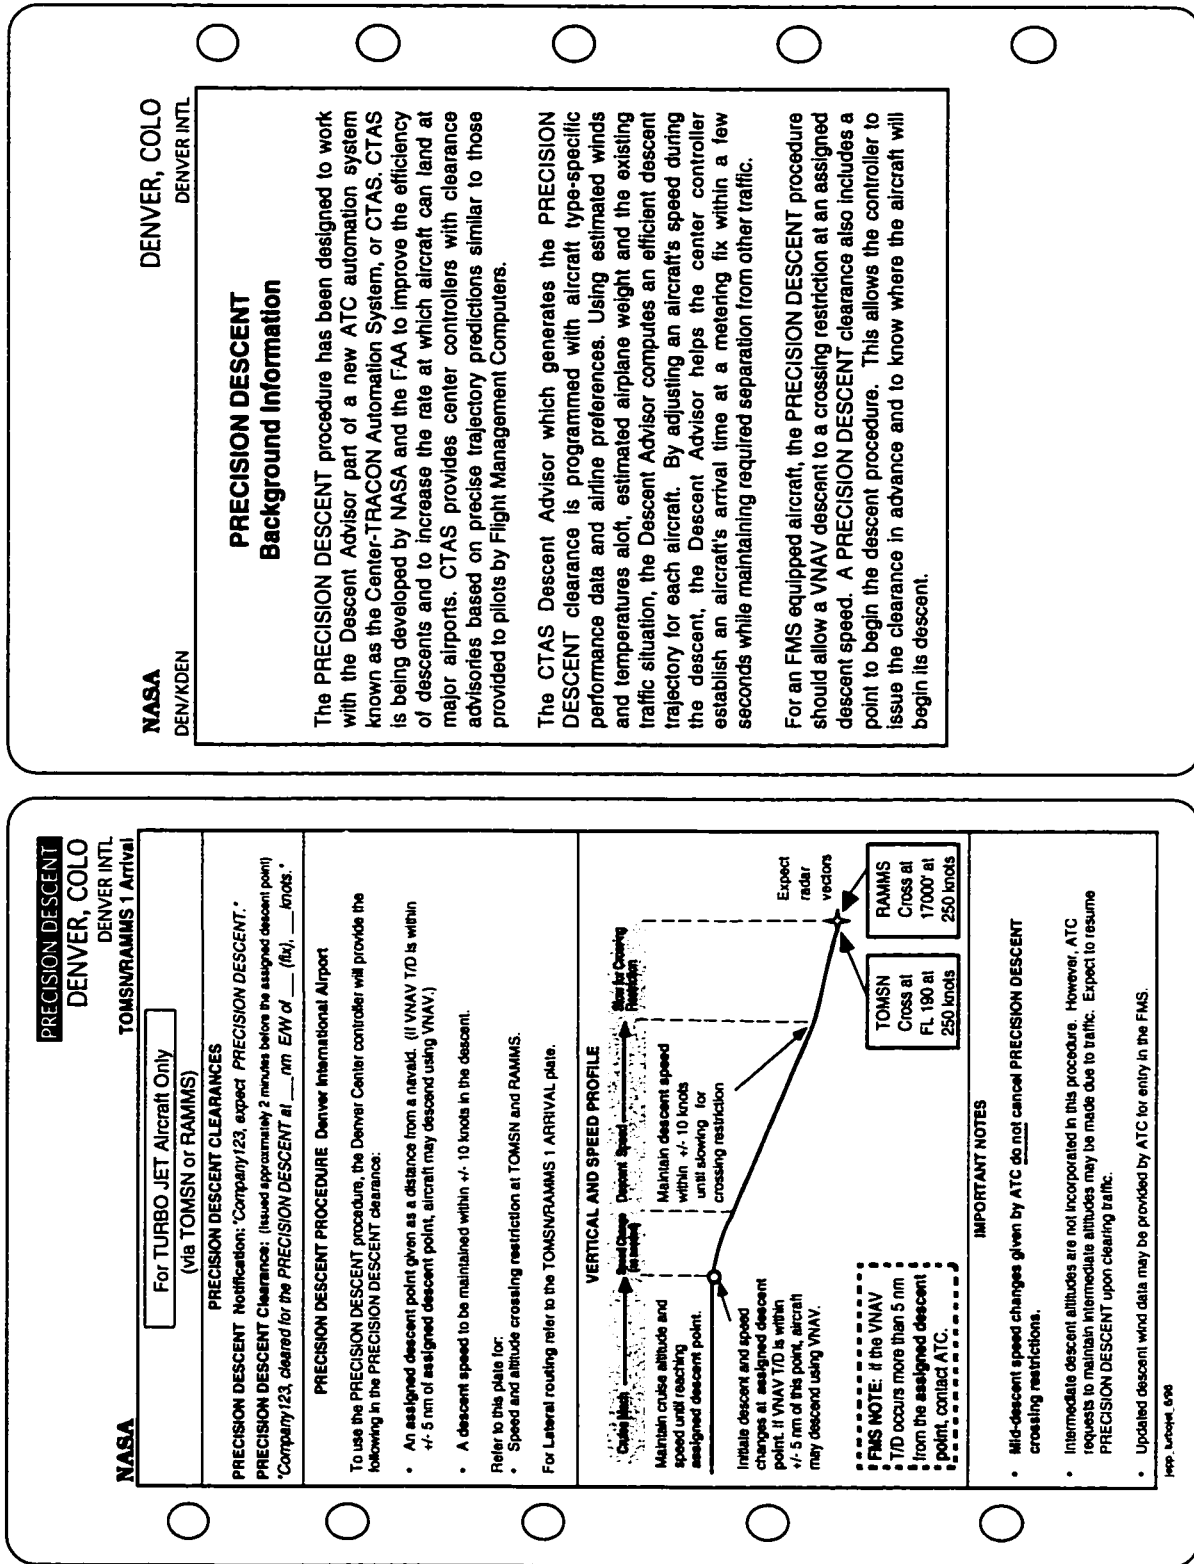 NASA
PRECISION DESCENT
DENVER, COLO
DENVER INTL
TOMSN/RAMMS 1 Arrival
For TURBO JET Aircraft Only
(via TOMSN or RAMMS)
PRECISION DESCENT CLEARANCES
PRECISION DESCENT Notification: "Company123, expect PRECISION DESCENT."
PRECISION DESCENT Clearance: (Issued approximately 2 minutes before the assigned descent point)
"Company123, cleared for the PRECISION DESCENT at ___nm E/W of ___ (fix), ___knots."
PRECISION DESCENT PROCEDURE Denver International Airport
To use the PRECISION DESCENT procedure, the Denver Center controller will provide the
following in the PRECISION DESCENT clearance:
• An assigned descent point given as a distance from a navaid. (If VNAV T/D is within
+/- 5 nm of assigned descent point, aircraft may descend using VNAV.)
• A descent speed to be maintained within +/- 10 knots in the descent.
Refer to this plate for:
• Speed and altitude crossing restriction at TOMSN and RAMMS.
For Lateral routing refer to the TOMSN/RAMMS 1 ARRIVAL plate.
VERTICAL AND SPEED PROFILE
Cruise Mach
Speed Change
(as needed)
Descent Speed
Slow for Crossing
Restriction
Maintain cruise altitude and
speed until reaching
assigned descent point.
Maintain descent speed
within +/- 10 knots
until slowing for
crossing restriction
Expect
radar
vectors
Initiate descent and speed
changes at assigned descent
point. If VNAV T/D is within
+/- 5 nm of this point, aircraft
may descend using VNAV.
FMS NOTE: If the VNAV
T/D occurs more than 5 nm
from the assigned descent
point, contact ATC.
TOMSN
Cross at
FL 190 at
250 knots
RAMMS
Cross at
17000' at
250 knots
IMPORTANT NOTES
• Mid-descent speed changes given by ATC do not cancel PRECISION DESCENT
crossing restrictions.
• Intermediate descent altitudes are not incorporated in this procedure. However, ATC
requests to maintain intermediate altitudes may be made due to traffic. Expect to resume
PRECISION DESCENT upon clearing traffic.
• Updated descent wind data may be provided by ATC for entry in the FMS.
NASA
DEN/KDEN
DENVER, COLO
DENVER INTL
PRECISION DESCENT
Background Information
The PRECISION DESCENT procedure has been designed to work
with the Descent Advisor part of a new ATC automation system
known as the Center-TRACON Automation System, or CTAS. CTAS
is being developed by NASA and the FAA to improve the efficiency
of descents and to increase the rate at which aircraft can land at
major airports. CTAS provides center controllers with clearance
advisories based on precise trajectory predictions similar to those
provided to pilots by Flight Management Computers.
The CTAS Descent Advisor which generates the PRECISION
DESCENT clearance is programmed with aircraft type-specific
performance data and airline preferences. Using estimated winds
and temperatures aloft, estimated airplane weight and the existing
traffic situation, the Descent Advisor computes an efficient descent
trajectory for each aircraft. By adjusting an aircraft's speed during
the descent, the Descent Advisor helps the center controller
establish an aircraft's arrival time at a metering fix within a few
seconds while maintaining required separation from other traffic.
For an FMS equipped aircraft, the PRECISION DESCENT procedure
should allow a VNAV descent to a crossing restriction at an assigned
descent speed. A PRECISION DESCENT clearance also includes a
point to begin the descent procedure. This allows the controller to
issue the clearance in advance and to know where the aircraft will
begin its descent.